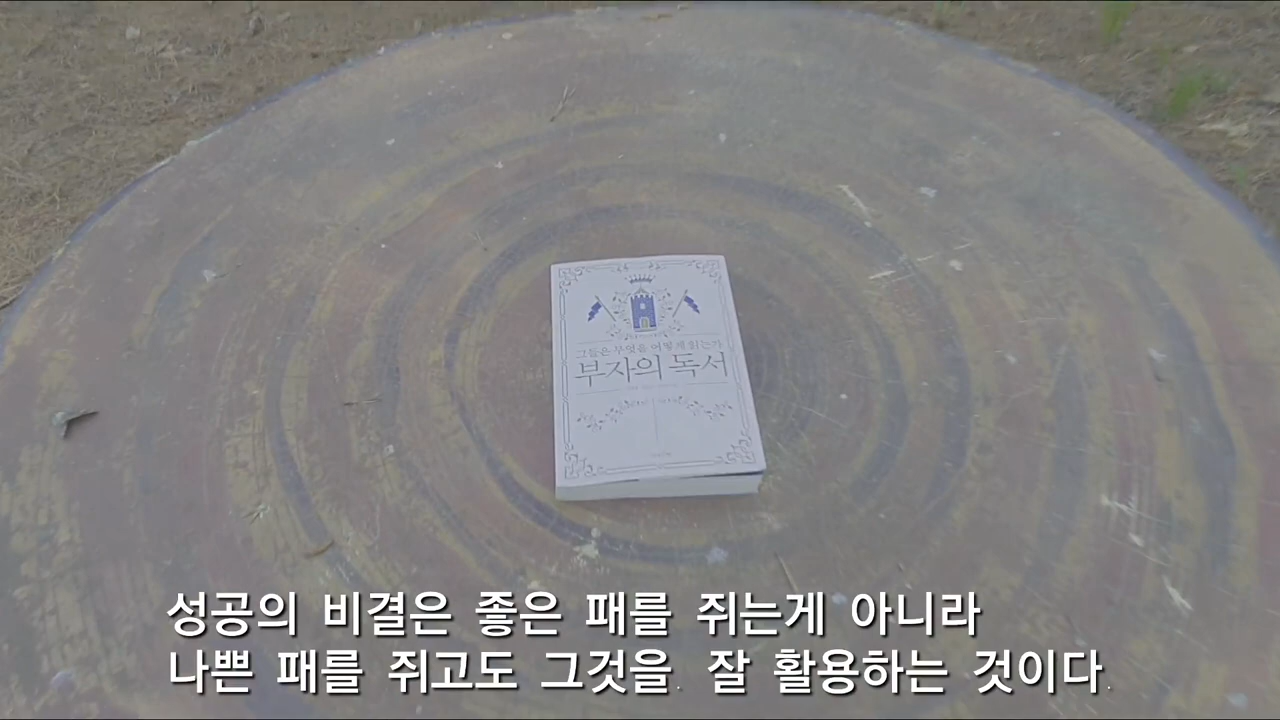 그들은 무엇을 어떻게 읽는가
부자의 독서
성공의 비결은 좋은 패를 쥐는게 아니라
나쁜 패를 쥐고도 그것을. 잘 활용하는 것이다.